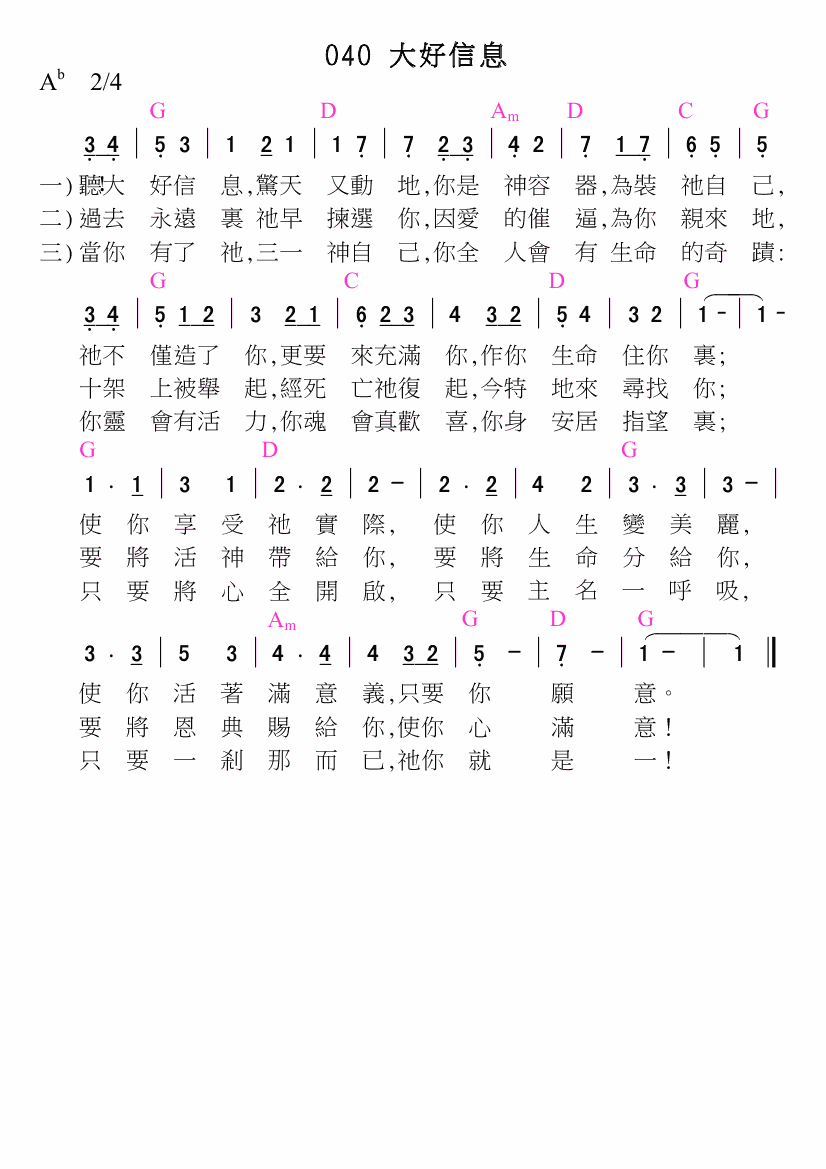 040 大好信息
A♭ 2/4
G D Am D C G
3 4 | 5 3 | 1 2 1 | 1 7 | 7 2 3 | 4 2 | 7 1 7 | 6 5 | 5
一)聽!大 好信 息,驚天 又動 地,你是 神容 器,為裝 祂自 己,
二)過去 永遠 裏 祂早 揀選 你,因愛 的催 逼,為你 親來 地,
三)當你 有了 祂,三一 神自 己,你全 人會 有 生命 的奇 蹟:
G C D G
3 4 | 5 1 2 | 3 2 1 | 6 2 3 | 4 3 2 | 5 4 | 3 2 | 1 - | 1 -
祂不 僅造了 你,更要 來充滿 你,作你 生命 住你 裏;
十架 上被舉 起,經死 亡祂復 起,今特 地來 尋找 你;
你靈 會有活 力,你魂 會真歡 喜,你身 安居 指望 裏;
G D G
1 · 1 | 3 1 | 2 · 2 | 2 - | 2 · 2 | 4 2 | 3 · 3 | 3 - |
使 你 享 受 祂 實 際, 使 你 人 生 變 美 麗,
要 將 活 神 帶 給 你, 要 將 生 命 分 給 你,
只 要 將 心 全 開 啟, 只 要 主 名 一 呼 吸,
Am G D G
3 · 3 | 5 3 | 4 · 4 | 4 3 2 | 5 - | 7 - | 1 - | 1 ‖
使 你 活 著 滿 意 義,只要 你 願 意。
要 將 恩 典 賜 給 你,使你 心 滿 意!
只 要 一 剎 那 而 已,祂你 就 是 一!